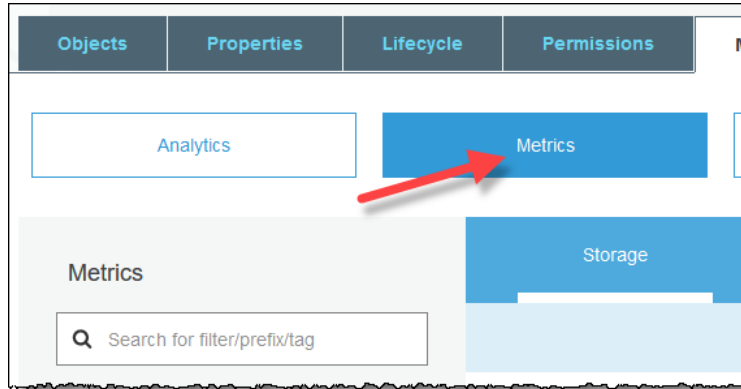 Objects Properties Lifecycle Permissions M
Analytics Metrics
Storage
Metrics
Search for filter/prefix/tag